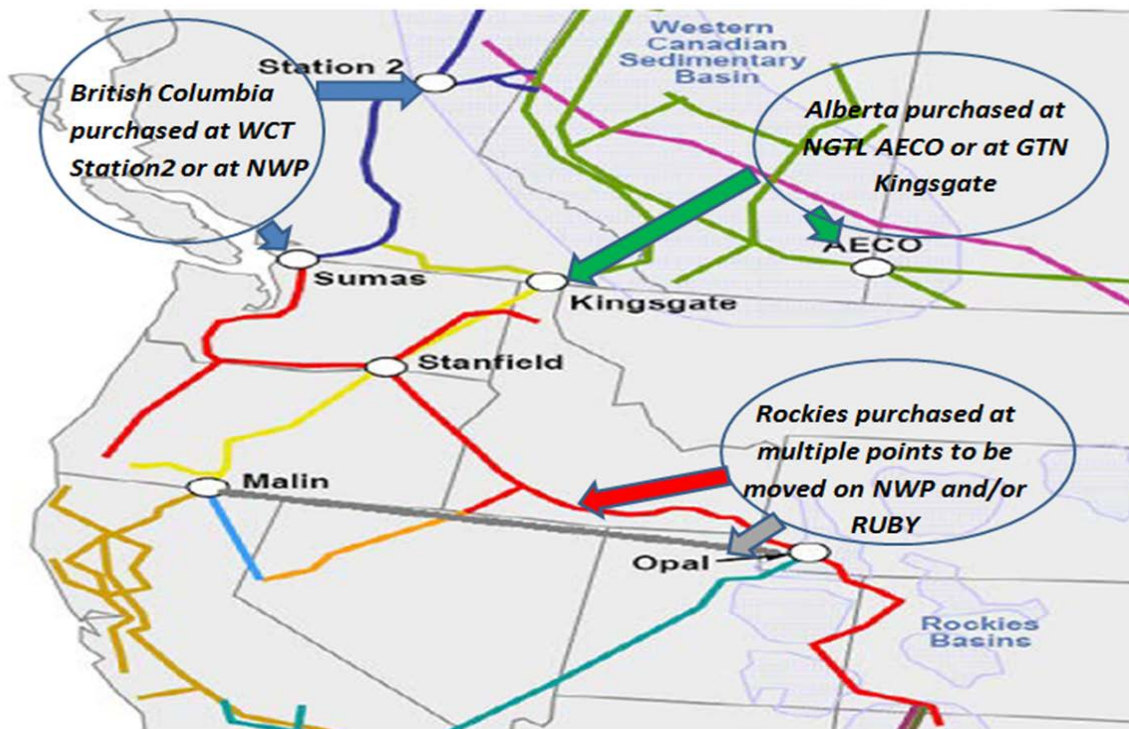 Western
Canadian
Sedimentary
Basin
Station 2
British Columbia
purchased at WCT
Station2 or at NWP
Alberta purchased at
NGTL AECO or at GTN
Kingsgate
AECO
Sumas
Kingsgate
Stanfield
Rockies purchased at
multiple points to be
moved on NWP and/or
RUBY
Malin
Opal
Rockies
Basins